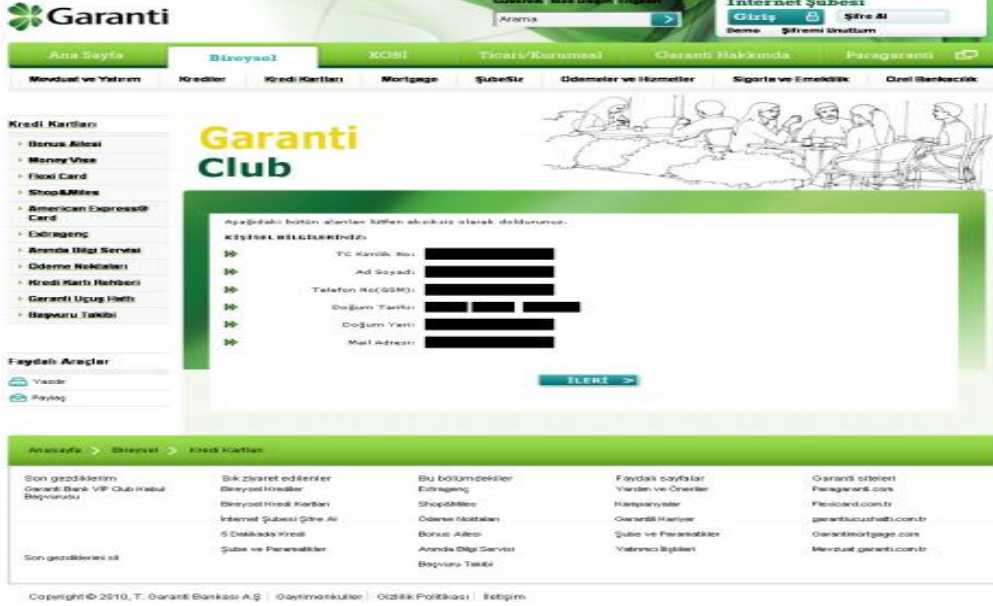 Garanti
Arama
İnternet Şubesi
Giriş
Şifre Al
Demo Şifremi Unuttum
Ana Sayfa Bireysel KOBİ Ticari/Kurumsal Garanti Hakkında Paragaranti
Mevduat ve Yatırım Krediler Kredi Kartları Mortgage ŞubeSiz Ödemeler ve Hizmetler Sigorta ve Emeklilik Özel Bankacılık
Kredi Kartları
Bonus Ailesi
Money Visa
Flexi Card
Shop&Miles
American Express®
Card
Extragenç
Anında Bilgi Servisi
Ödeme Noktaları
Kredi Kartı Rehberi
Garanti Uçuş Hattı
Başvuru Takibi
Faydalı Araçlar
Yazdır
Paylaş
Garanti
Club
Aşağıdaki bütün alanları lütfen eksiksiz olarak doldurunuz.
KİŞİSEL BİLGİLERİNİZ:
TC Kimlik No:
Ad Soyad:
Telefon No(GSM):
Doğum Tarihi:
Doğum Yeri:
Mail Adresi:
İLERİ >
Anasayfa > Bireysel > Kredi Kartları
Son gezdiklerim
Garanti Bank VIP Club Kabul
Başvurusu
Son gezdiklerimi sil
Sık ziyaret edilenler
Bireysel Krediler
Bireysel Kredi Kartları
İnternet Şubesi Şifre Al
5 Dakikada Kredi
Şube ve Paramatikler
Bu bölümdekiler
Extragenç
Shop&Miles
Ödeme Noktaları
Bonus Ailesi
Anında Bilgi Servisi
Başvuru Takibi
Faydalı sayfalar
Yardım ve Öneriler
Kampanyalar
Garantili Kariyer
Şube ve Paramatikler
Yatırımcı İlişkileri
Garanti siteleri
Paragaranti.com
Flexicard.com.tr
garantiucushatti.com.tr
Garantimortgage.com
Mevzuat.garanti.com.tr
Copyright © 2010, T. Garanti Bankası A.Ş. Gayrimenkuller Gizlilik Politikası İletişim